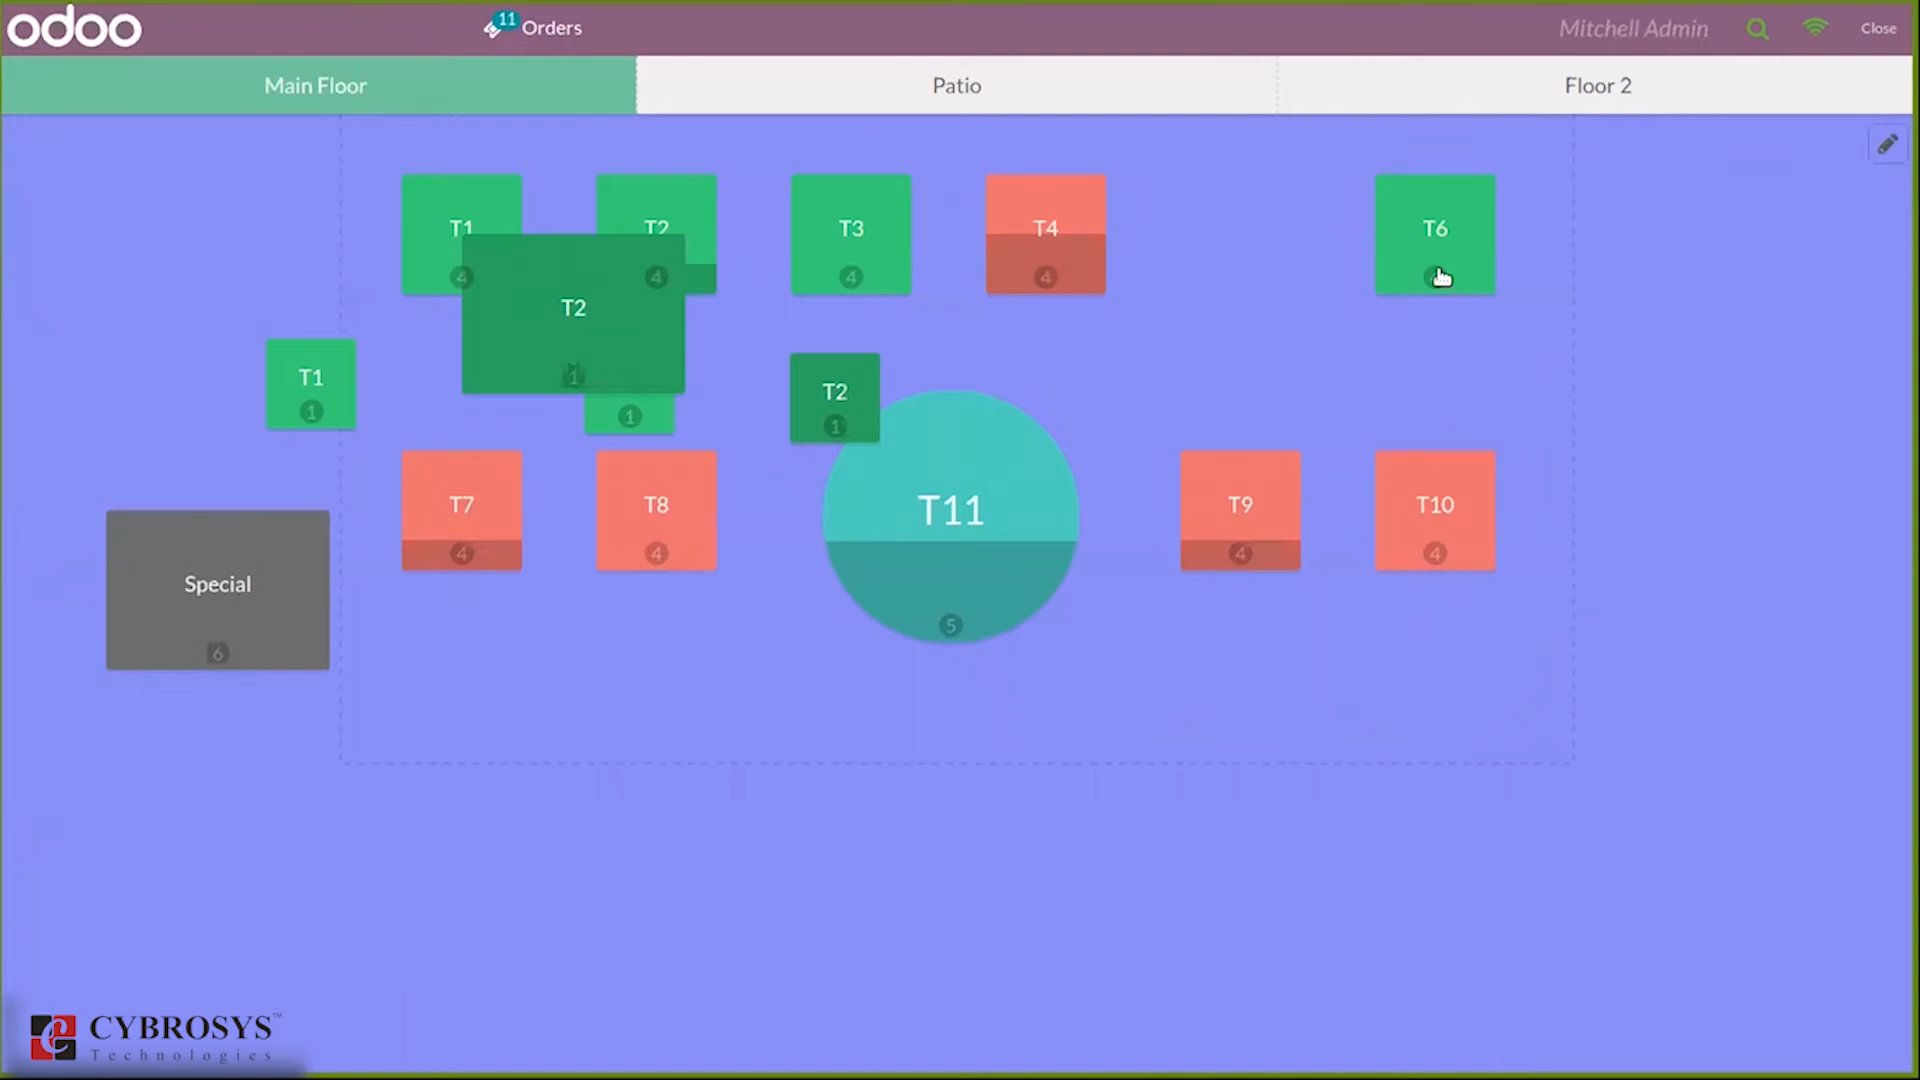 odoo
11
Orders
Mitchell Admin
Close
Main Floor
Patio
Floor 2
T1
4
T2
4
T3
4
T4
4
T6
T2
1
T1
1
1
T2
1
T7
4
T8
4
T11
5
T9
4
T10
4
Special
6
CYBROSYS™
Technologies